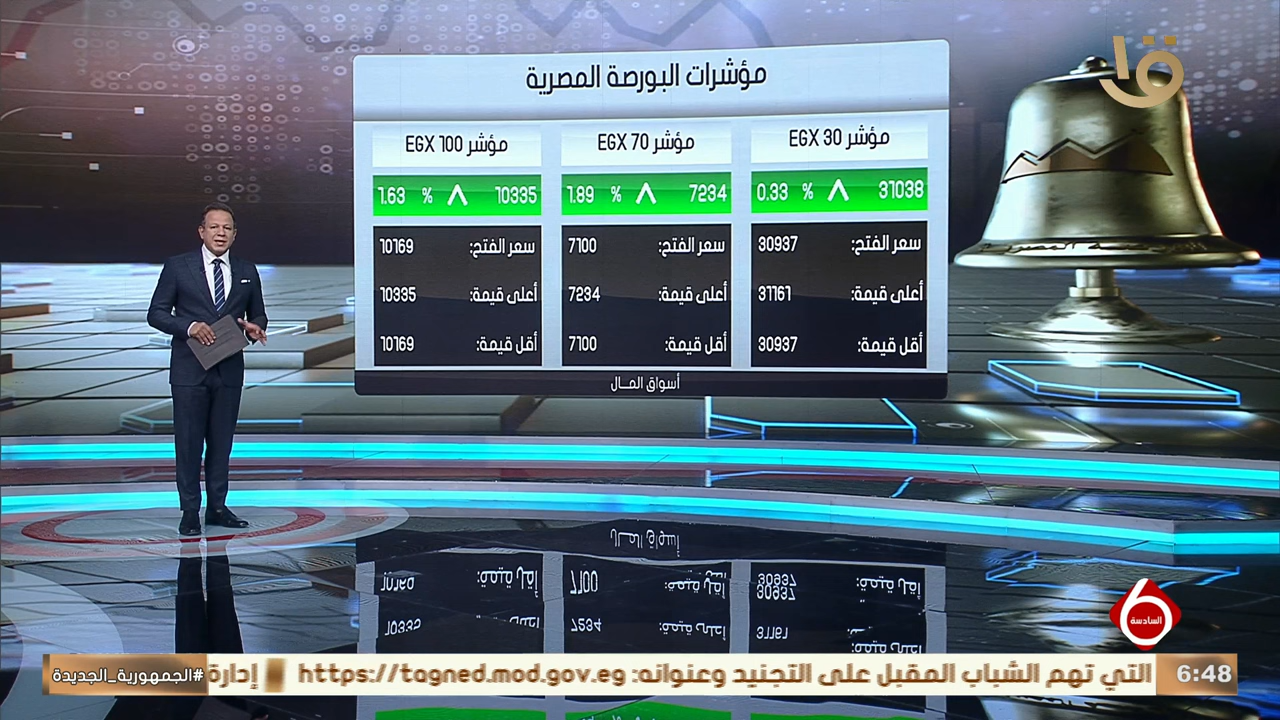 مؤشرات البورصة المصرية
مؤشر EGX 30
31038 % 0.33
سعر الفتح: 30937
أعلى قيمة: 31161
أقل قيمة: 30937
مؤشر EGX 70
7234 % 1.89
سعر الفتح: 7100
أعلى قيمة: 7234
أقل قيمة: 7100
مؤشر EGX 100
10335 % 1.63
سعر الفتح: 10169
أعلى قيمة: 10335
أقل قيمة: 10169
أسواق المال
السادسة
6:48
التي تهم الشباب المقبل على التجنيد وعنوانه: https://tagned.mod.gov.eg
إدارة
#الجمهورية_الجديدة